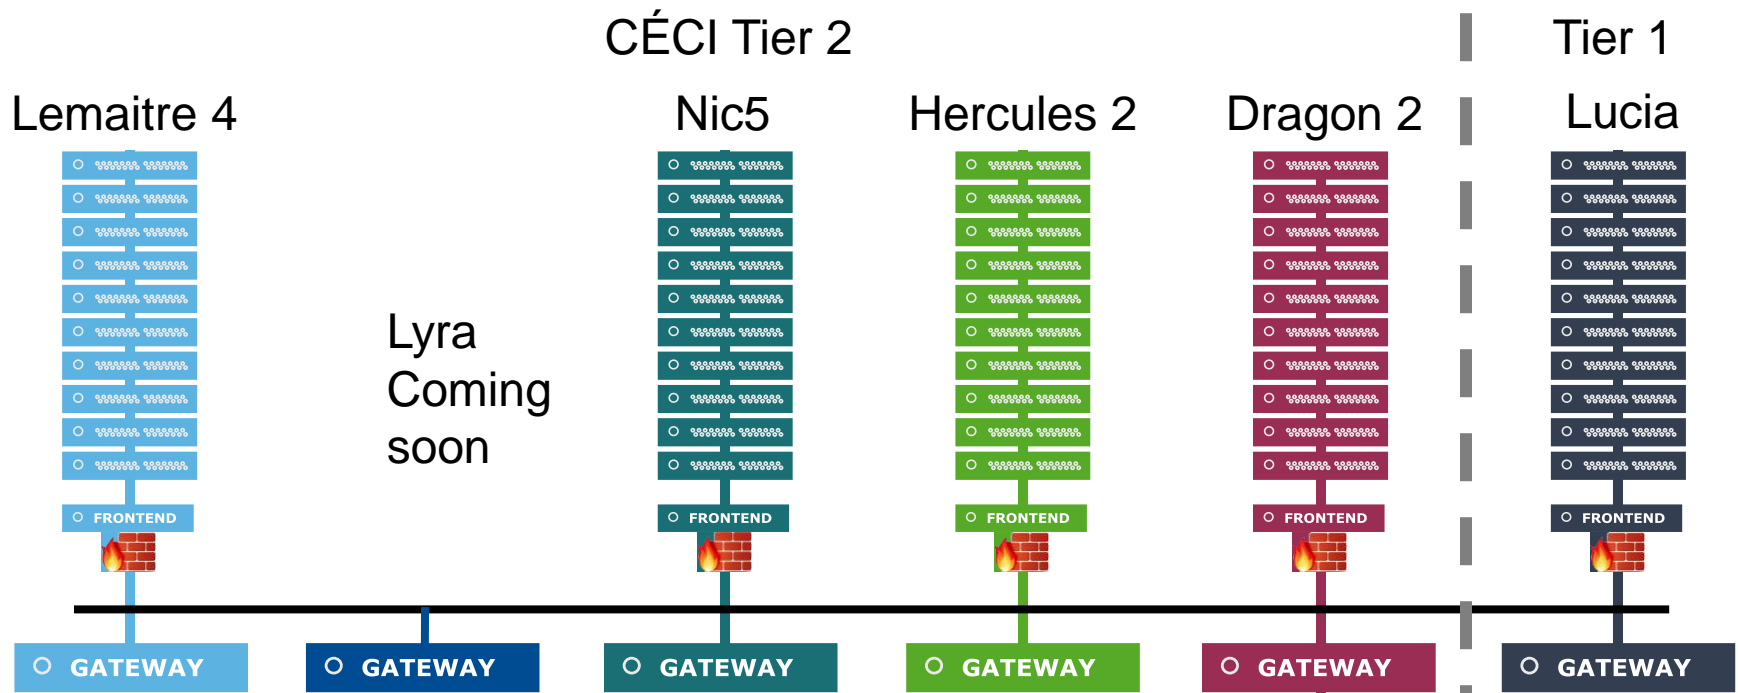 CÉCI Tier 2
Tier 1
Lemaitre 4
Nic5
Hercules 2
Dragon 2
Lucia
Lyra
Coming
soon
FRONTEND
FRONTEND
FRONTEND
FRONTEND
FRONTEND
GATEWAY
GATEWAY
GATEWAY
GATEWAY
GATEWAY
GATEWAY